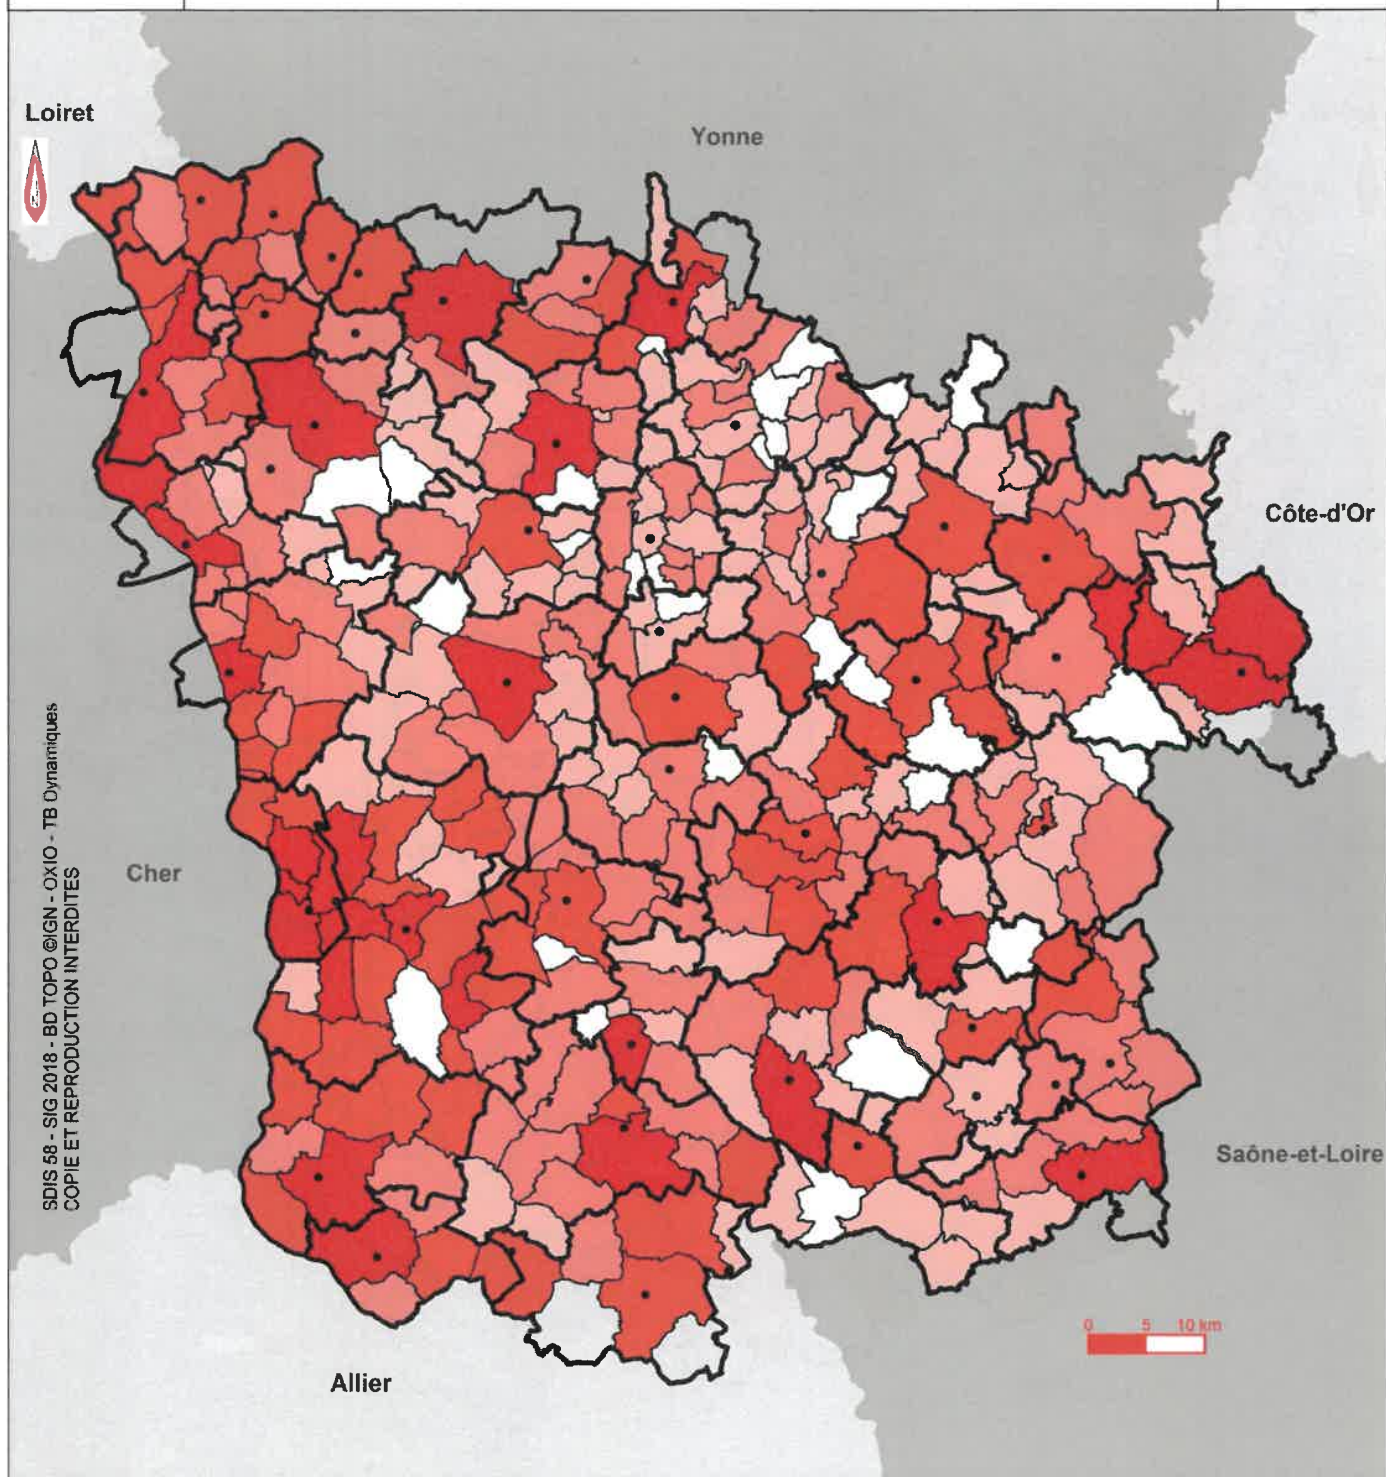 Loiret
Yonne
Côte-d'Or
SDIS 58 - SIG 2018 - BD TOPO ©IGN - OXIO - TB Dynamiques
COPIE ET REPRODUCTION INTERDITES
Cher
Saône-et-Loire
0 5 10 km
Allier